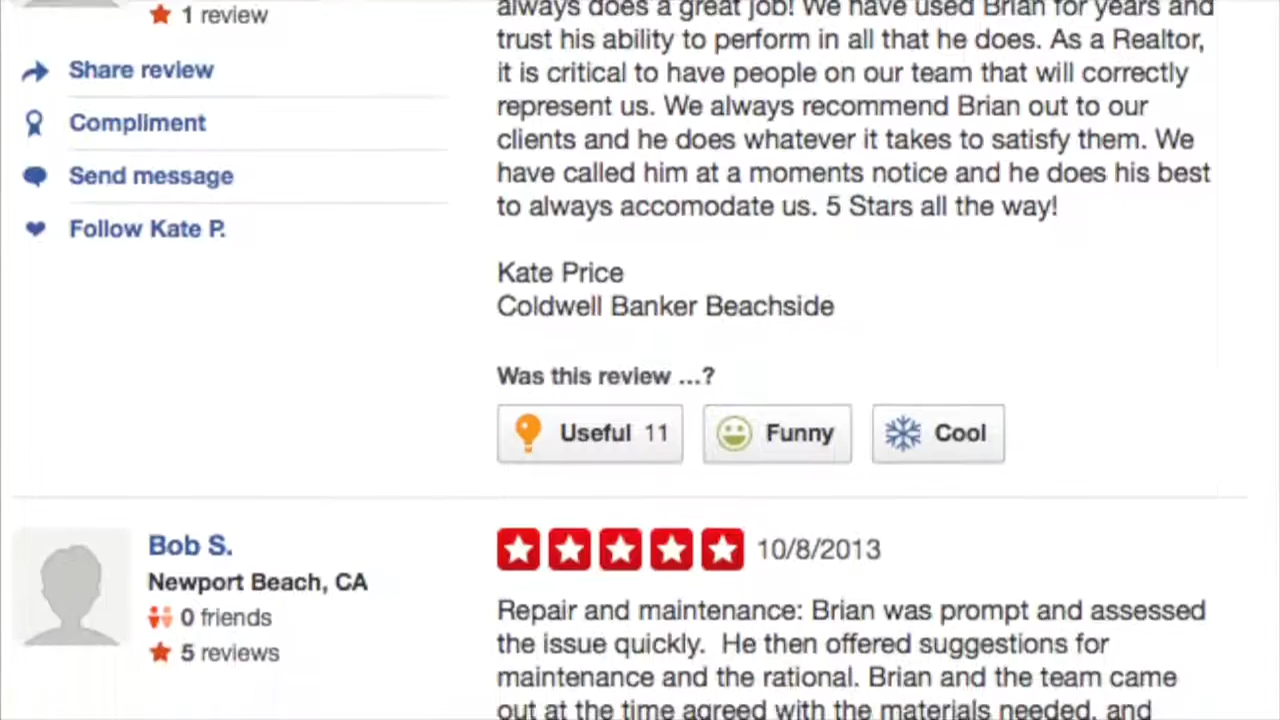 1 review
Share review
Compliment
Send message
Follow Kate P.
always does a great job! We have used Brian for years and
trust his ability to perform in all that he does. As a Realtor,
it is critical to have people on our team that will correctly
represent us. We always recommend Brian out to our
clients and he does whatever it takes to satisfy them. We
have called him at a moments notice and he does his best
to always accomodate us. 5 Stars all the way!
Kate Price
Coldwell Banker Beachside
Was this review ...?
Useful 11 Funny Cool
Bob S.
Newport Beach, CA
0 friends
5 reviews
10/8/2013
Repair and maintenance: Brian was prompt and assessed
the issue quickly. He then offered suggestions for
maintenance and the rational. Brian and the team came
out at the time agreed with the materials needed, and